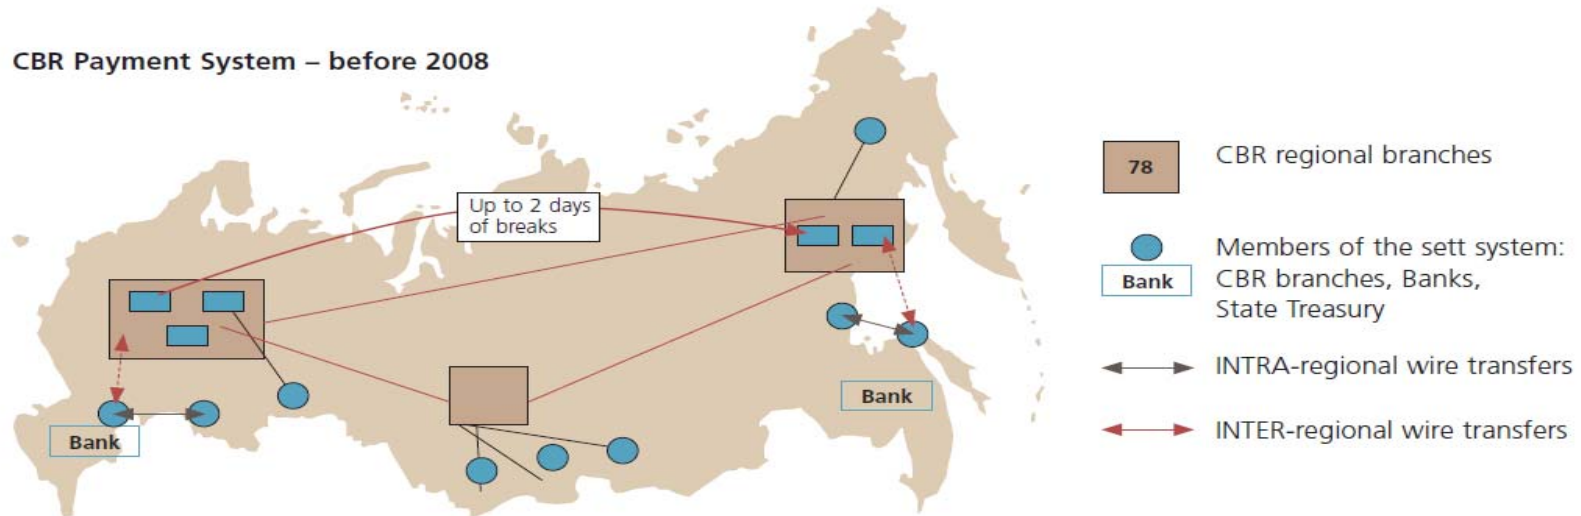 CBR Payment System – before 2008
Up to 2 days
of breaks
Bank
Bank
78
CBR regional branches
Bank
Members of the sett system:
CBR branches, Banks,
State Treasury
INTRA-regional wire transfers
INTER-regional wire transfers